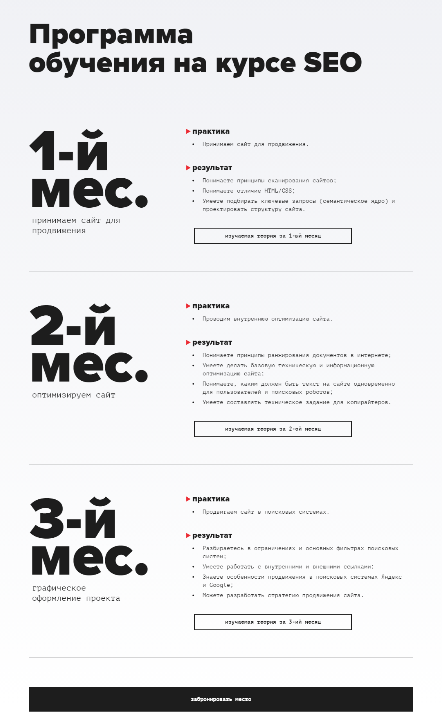 Программа
обучения на курсе SEO
1-й
мес.
принимаем сайт для
продвижения
практика
Принимаем сайт для продвижения.
результат
Понимаете принципы сканирования сайтов;
Понимаете отличие HTML/CSS;
Умеете подбирать ключевые запросы (семантическое ядро) и
проектировать структуру сайта.
изучаемая теория за 1-ый месяц
2-й
мес.
оптимизируем сайт
практика
Проводим внутреннюю оптимизацию сайта.
результат
Понимаете принципы ранжирования документов в интернете;
Умеете делать базовую техническую и информационную
оптимизацию сайта;
Понимаете, каким должен быть текст на сайте одновременно
для пользователей и поисковых роботов;
Умеете составлять техническое задание для копирайтеров.
изучаемая теория за 2-ой месяц
3-й
мес.
графическое
оформление проекта
практика
Продвигаем сайт в поисковых системах.
результат
Разбираетесь в ограничениях и основных фильтрах поисковых
систем;
Умеете работать с внутренними и внешними ссылками;
Знаете особенности продвижения в поисковых системах Яндекс
и Google;
Можете разработать стратегию продвижения сайта.
изучаемая теория за 3-ий месяц
забронировать место